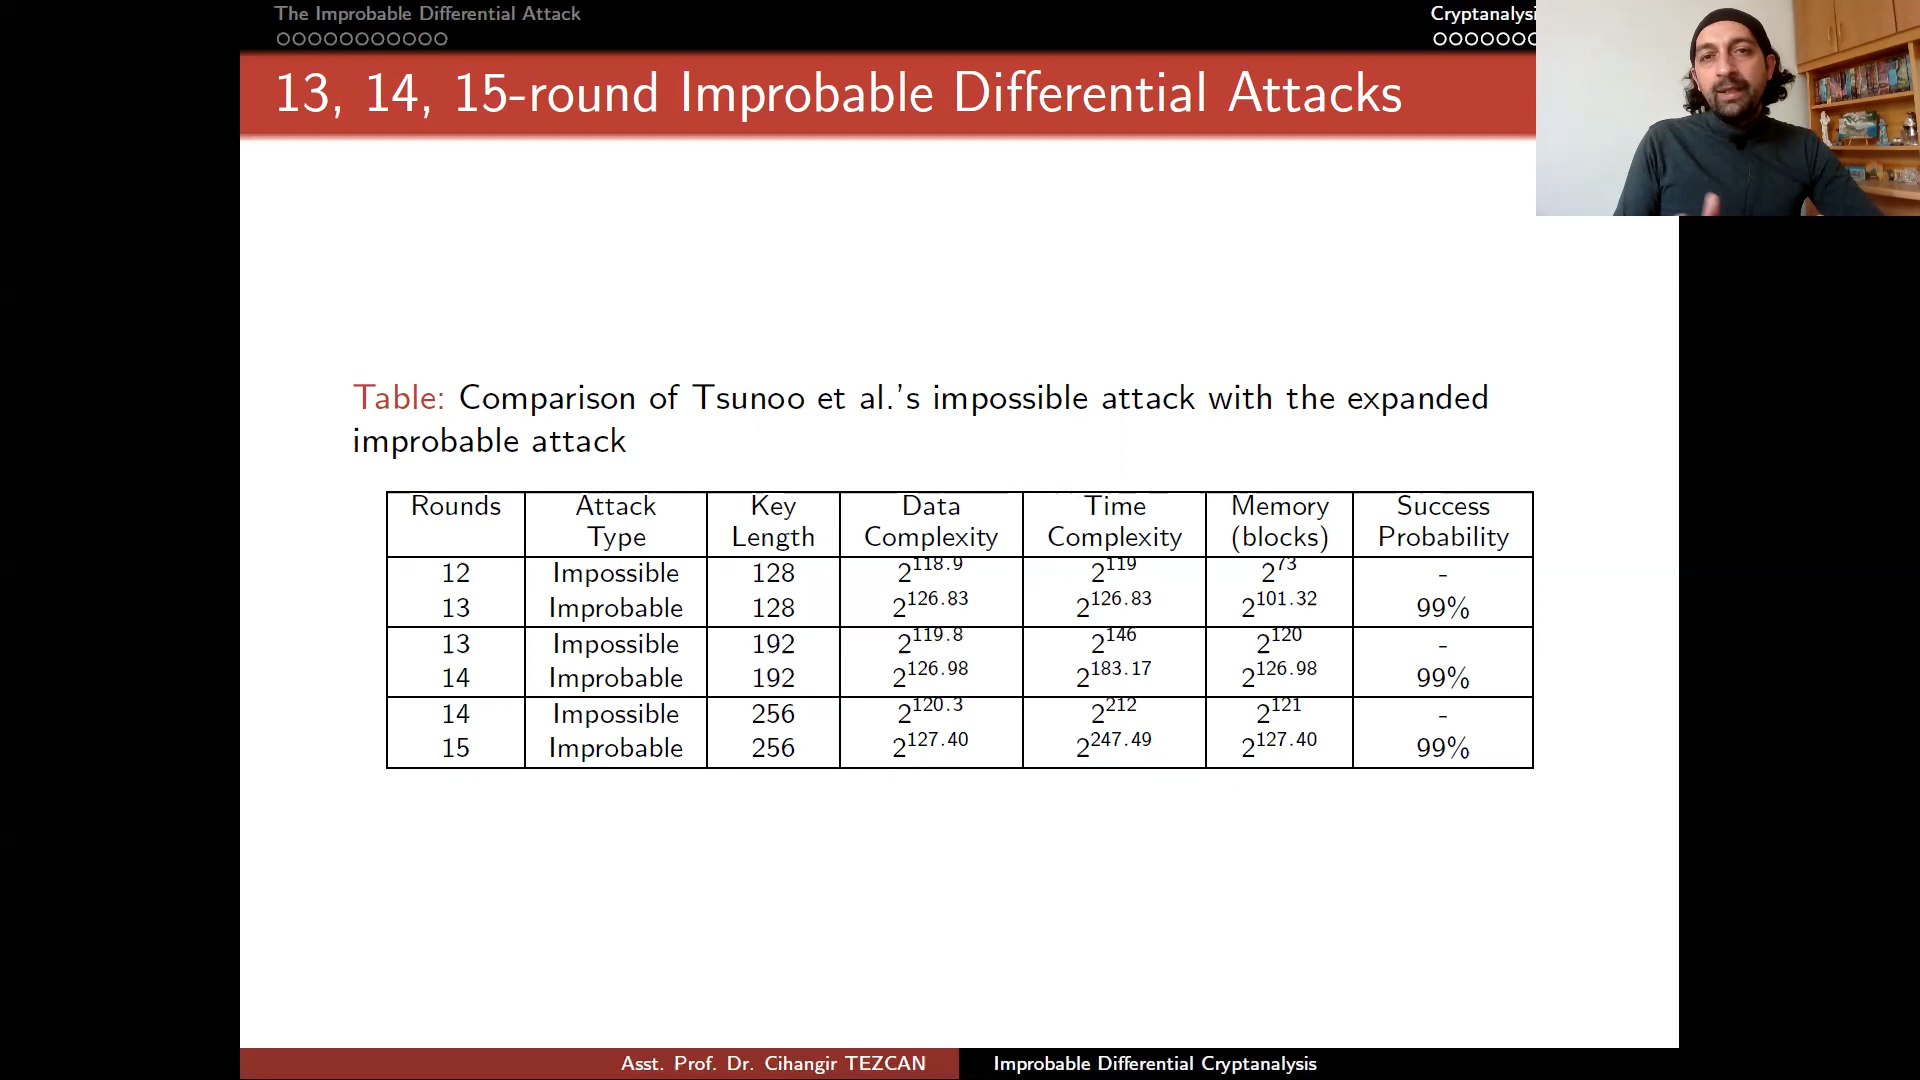 The Improbable Differential Attack
Cryptanalysi
13, 14, 15-round Improbable Differential Attacks
Table: Comparison of Tsunoo et al.'s impossible attack with the expanded
improbable attack
Rounds Attack Type Key Length Data Complexity Time Complexity Memory (blocks) Success Probability
12 Impossible 128 2^118.9 2^119 2^73 -
13 Improbable 128 2^126.83 2^126.83 2^101.32 99%
13 Impossible 192 2^119.8 2^146 2^120 -
14 Improbable 192 2^126.98 2^183.17 2^126.98 99%
14 Impossible 256 2^120.3 2^212 2^121 -
15 Improbable 256 2^127.40 2^247.49 2^127.40 99%
Asst. Prof. Dr. Cihangir TEZCAN
Improbable Differential Cryptanalysis